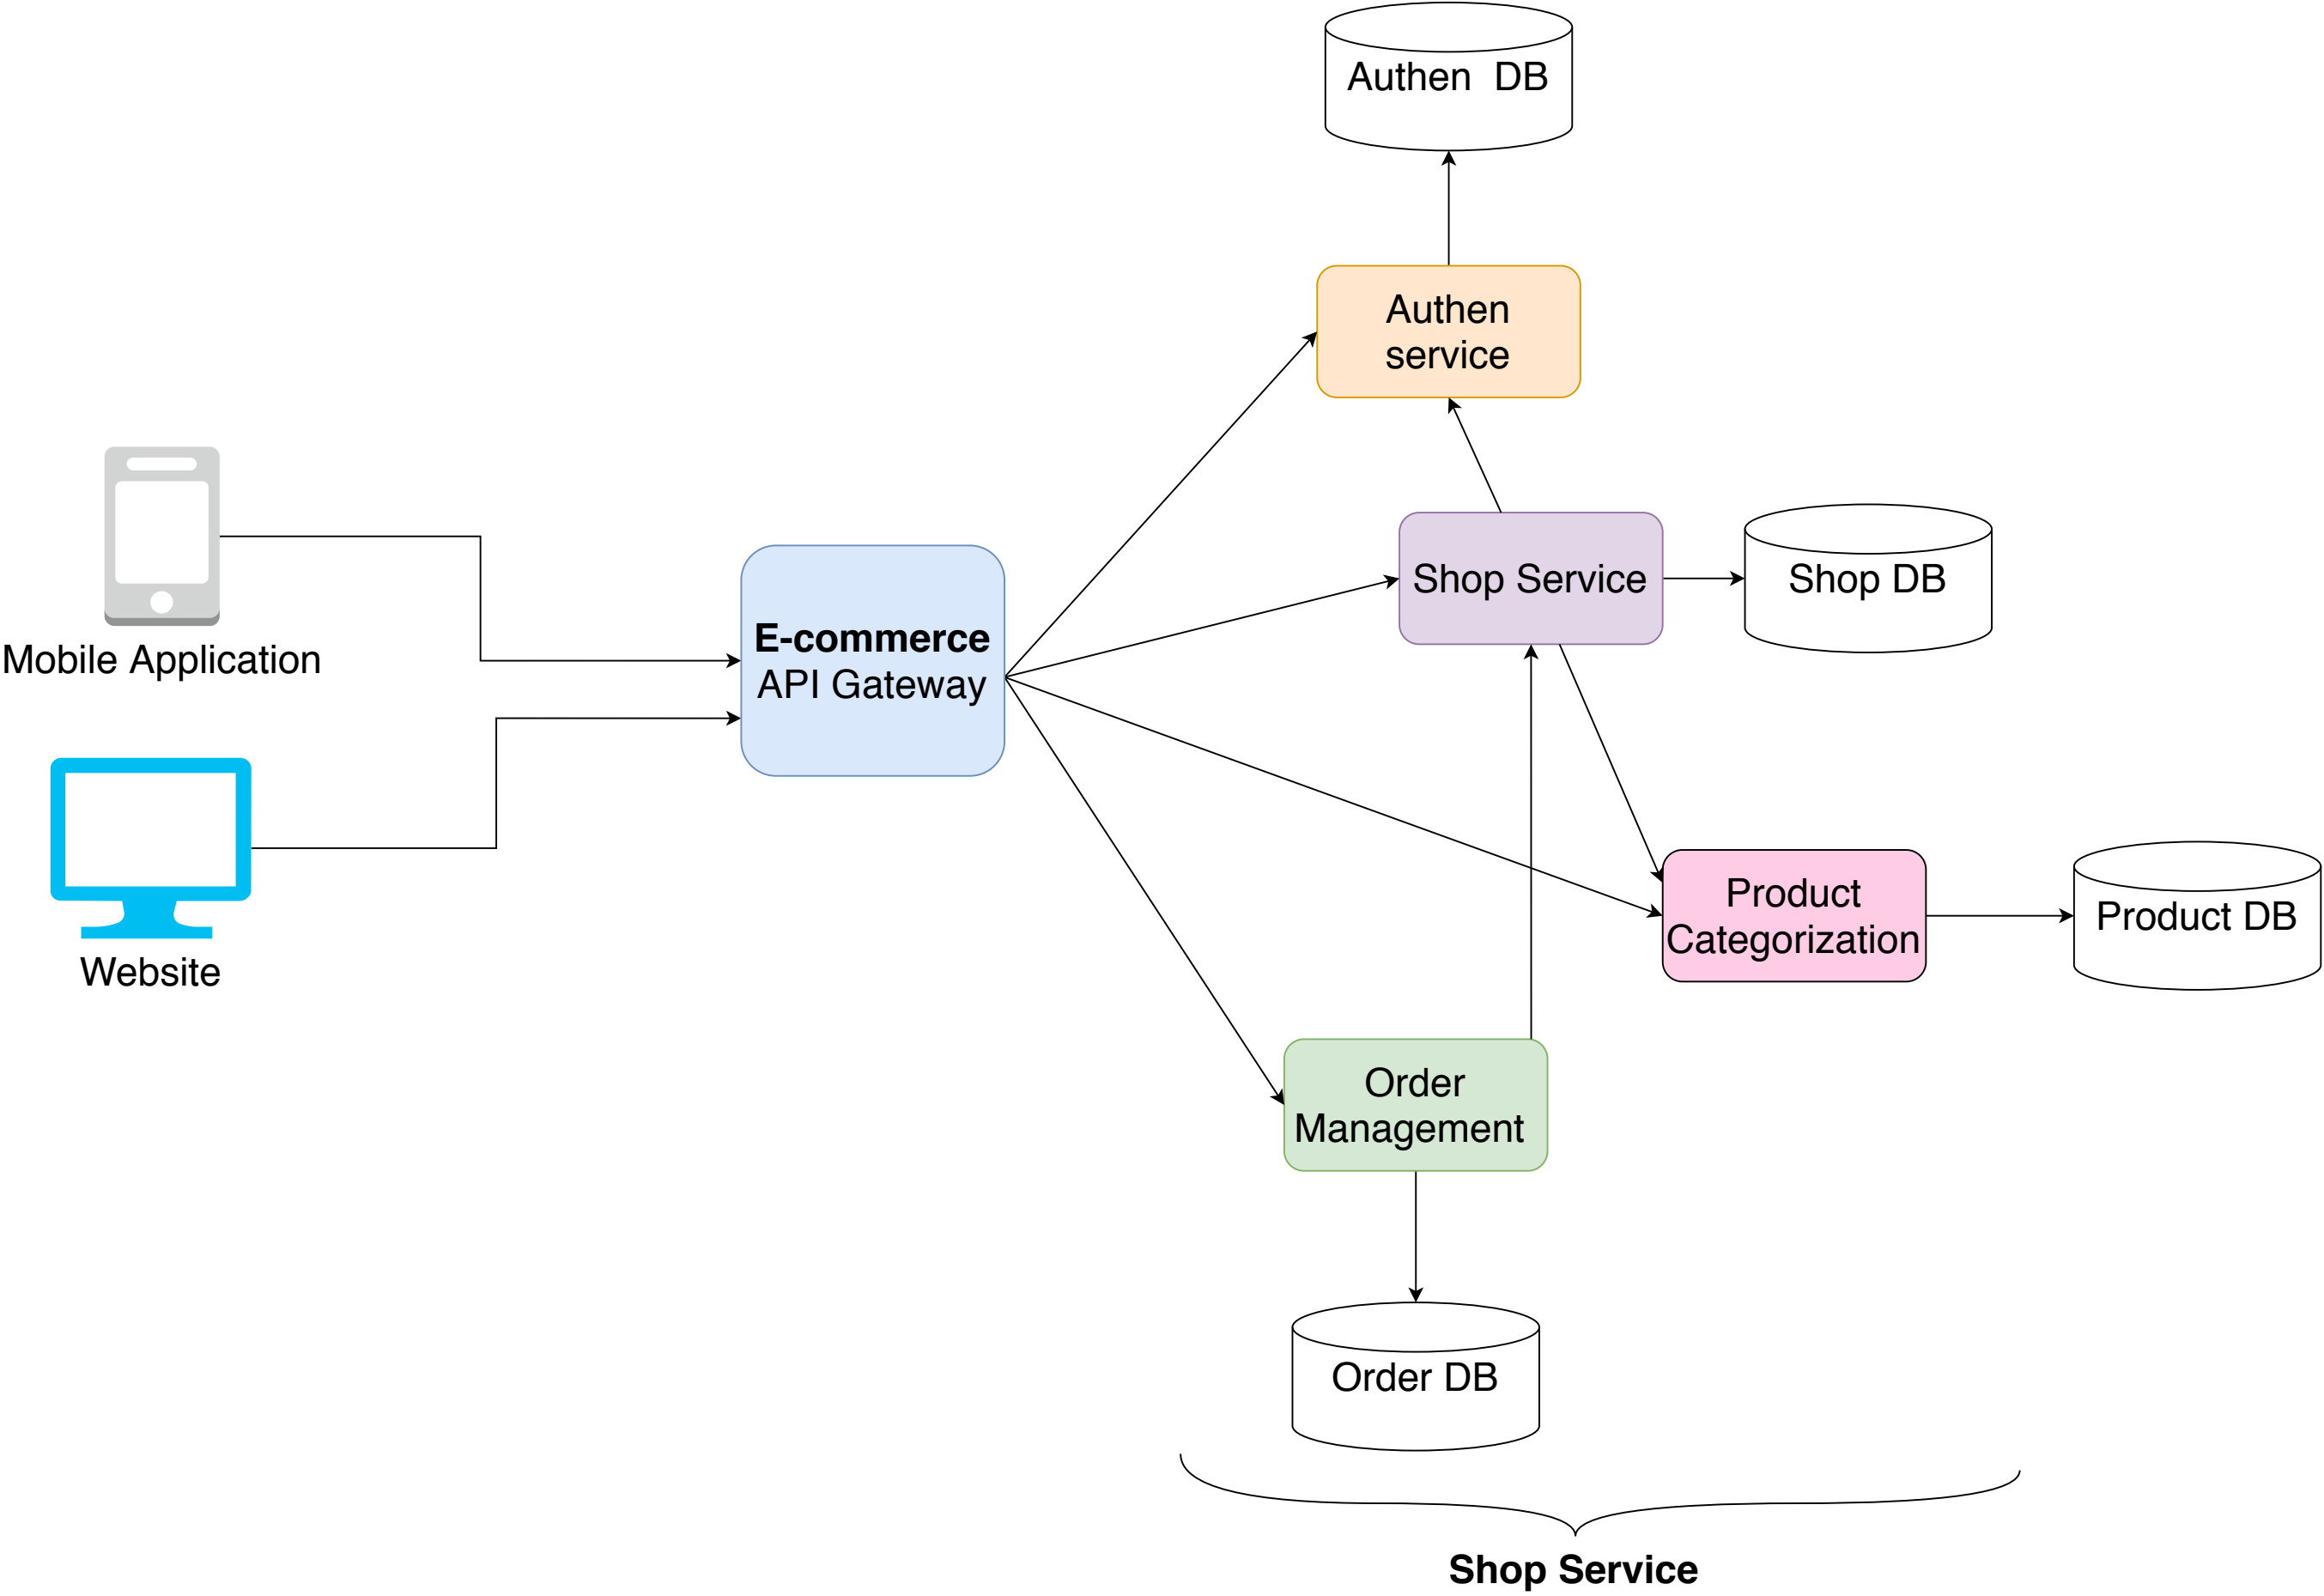 Authen  DB
Authen
service
Mobile Application
E-commerce
API Gateway
Shop Service
Shop DB
Website
Product
Categorization
Product DB
Order
Management
Order DB
Shop Service